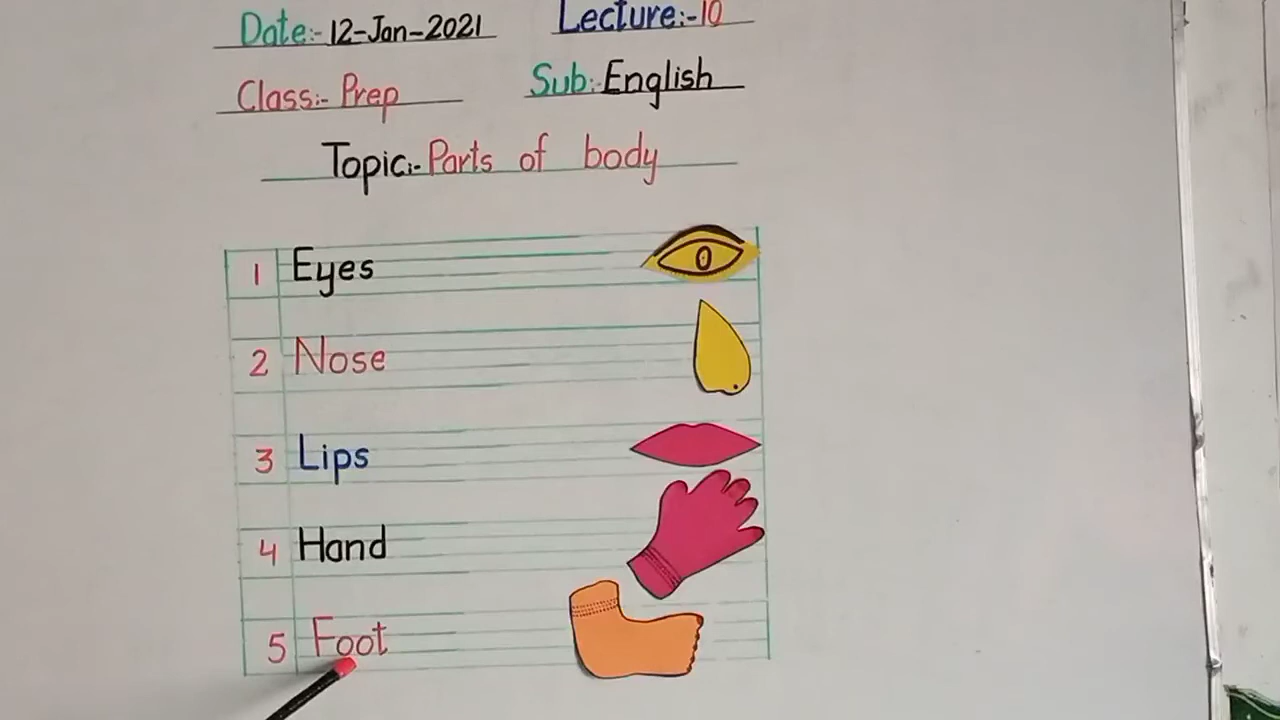 Date:- 12-Jan-2021 Lecture:-10
Class:- Prep Sub:-English
Topic:-Parts of body
1 Eyes
2 Nose
3 Lips
4 Hand
5 Foot